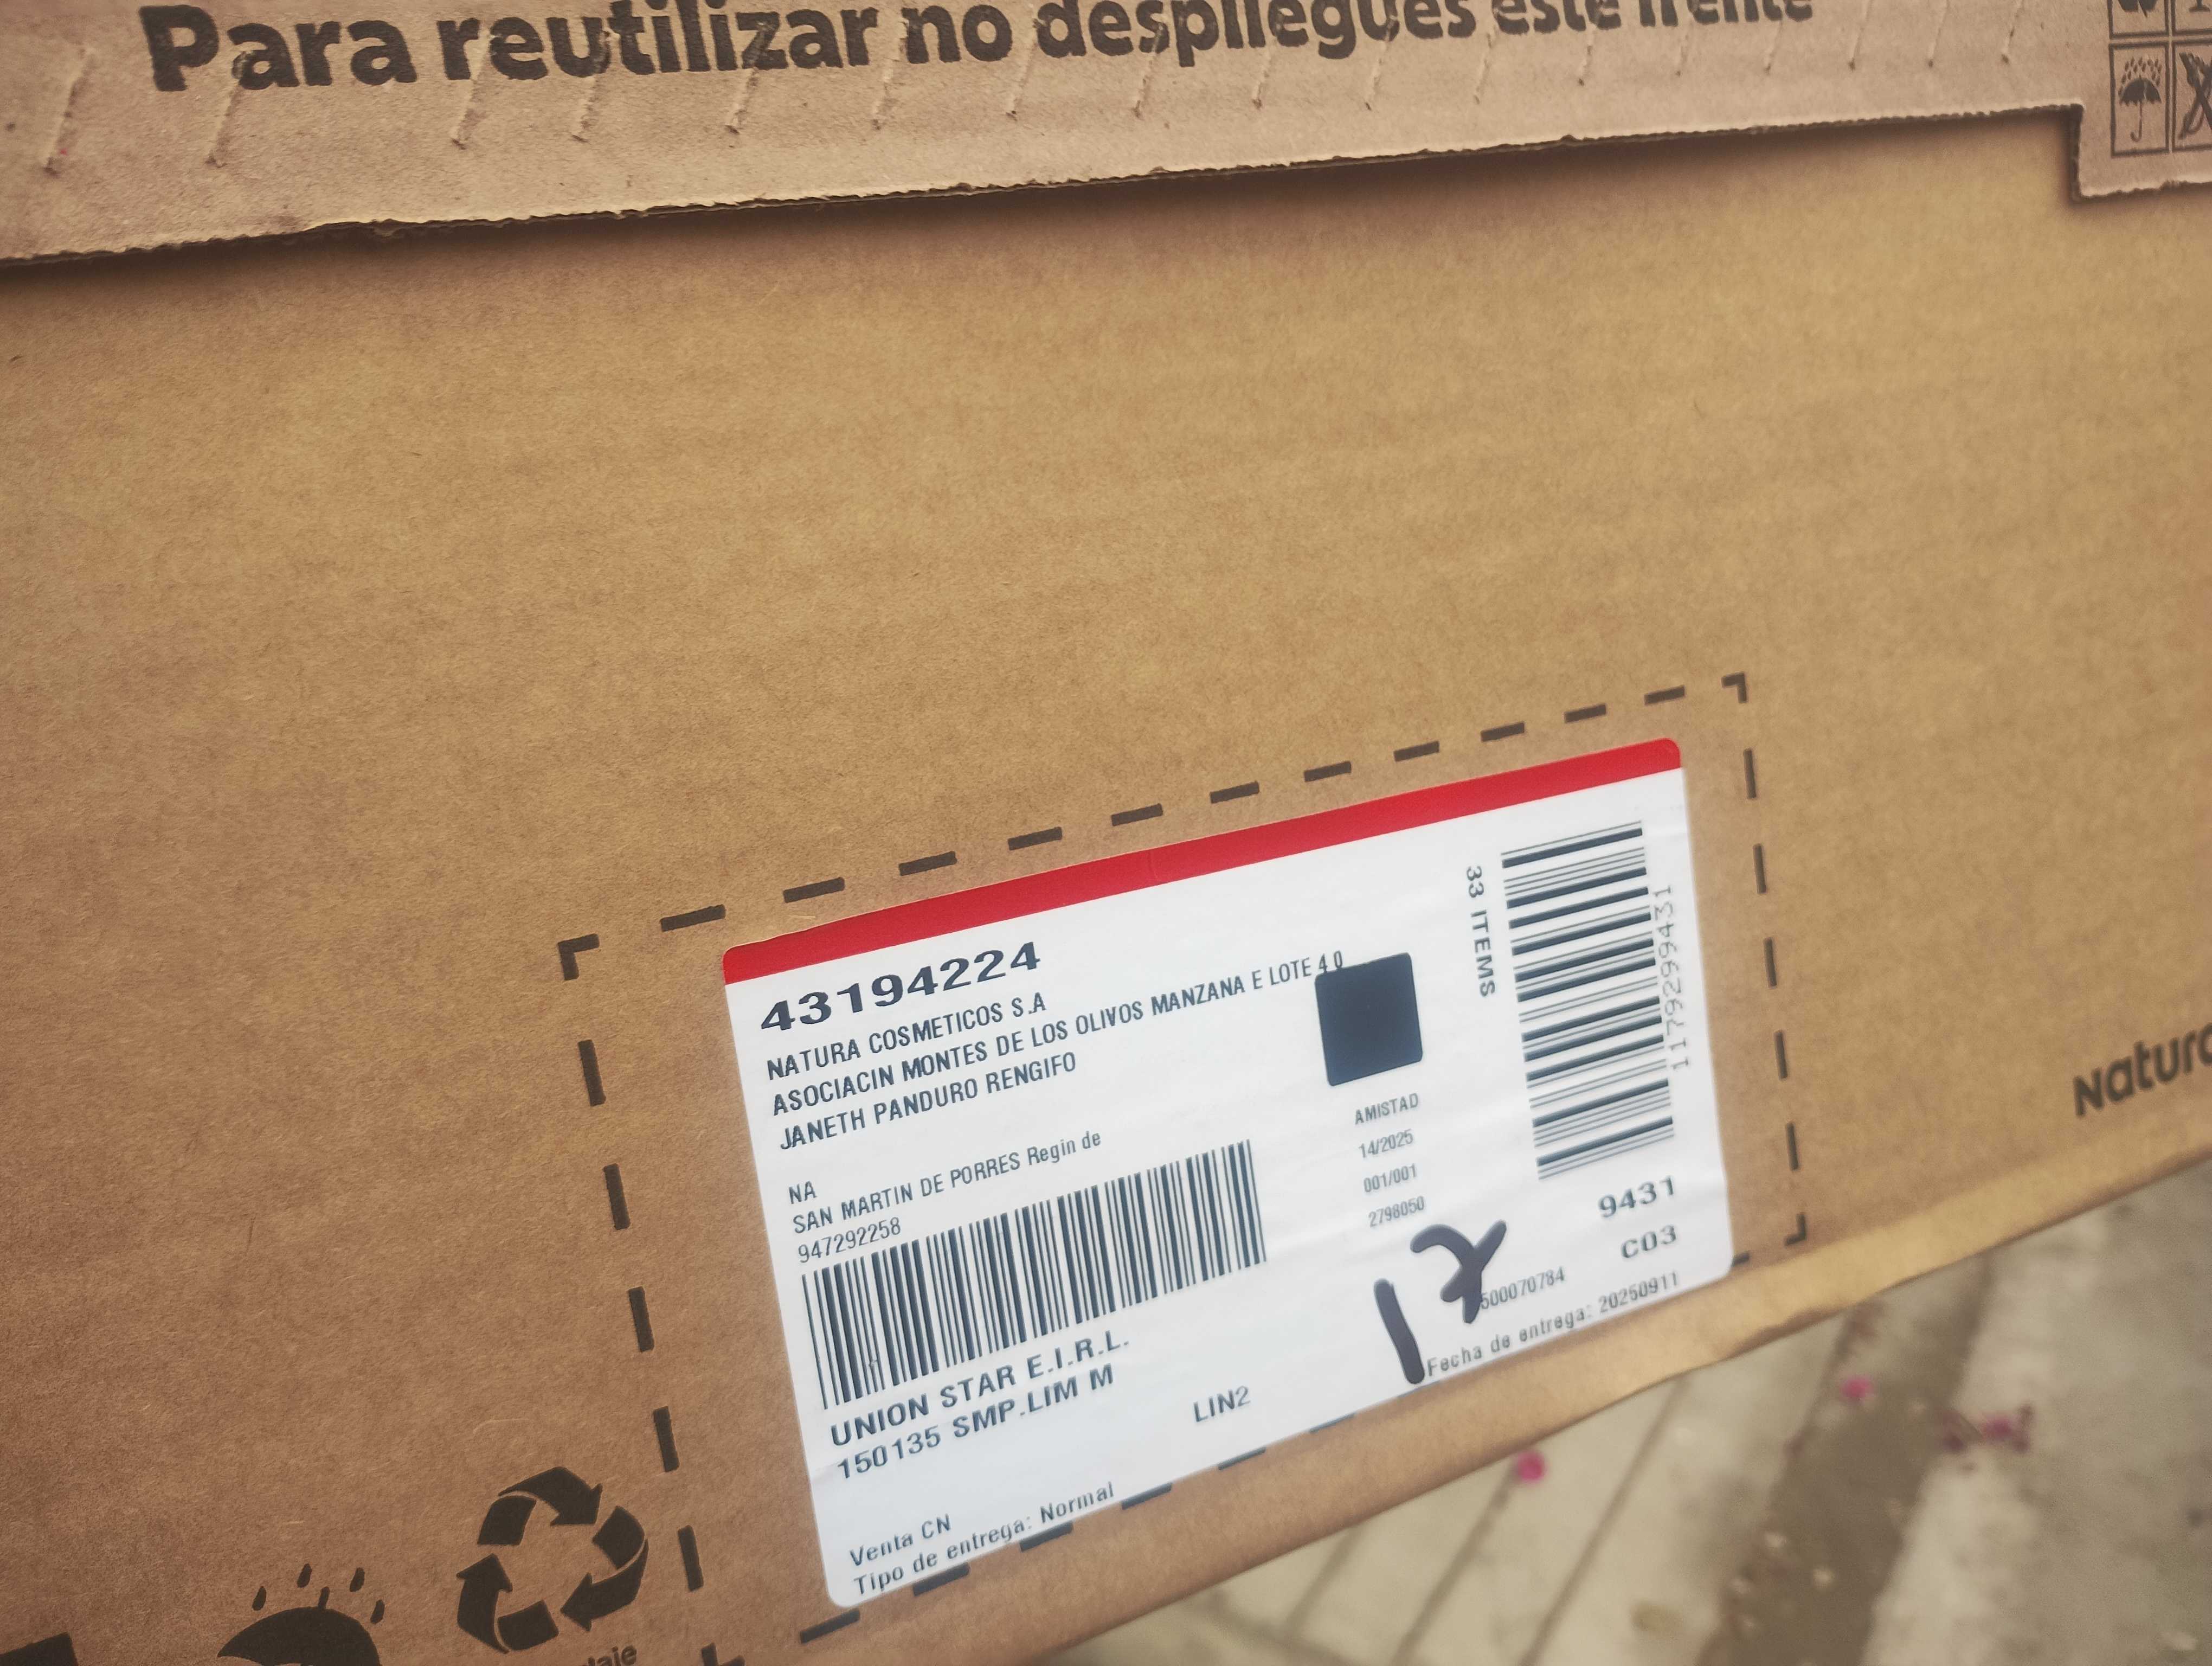 Para reutilizar no despliegues este frente
43194224
NATURA COSMETICOS S.A
ASOCIACIN MONTES DE LOS OLIVOS MANZANA E LOTE 4 0
JANETH PANDURO RENGIFO
NA
SAN MARTIN DE PORRES Regin de
947292258
UNION STAR E.I.R.L.
150135 SMP.LIM M
LIN2
Venta CN
Tipo de entrega: Normal
AMISTAD
14/2025
001/001
2798050
17
500070784
Fecha de entrega: 20250911
33 ITEMS
1179299431
9431
C03